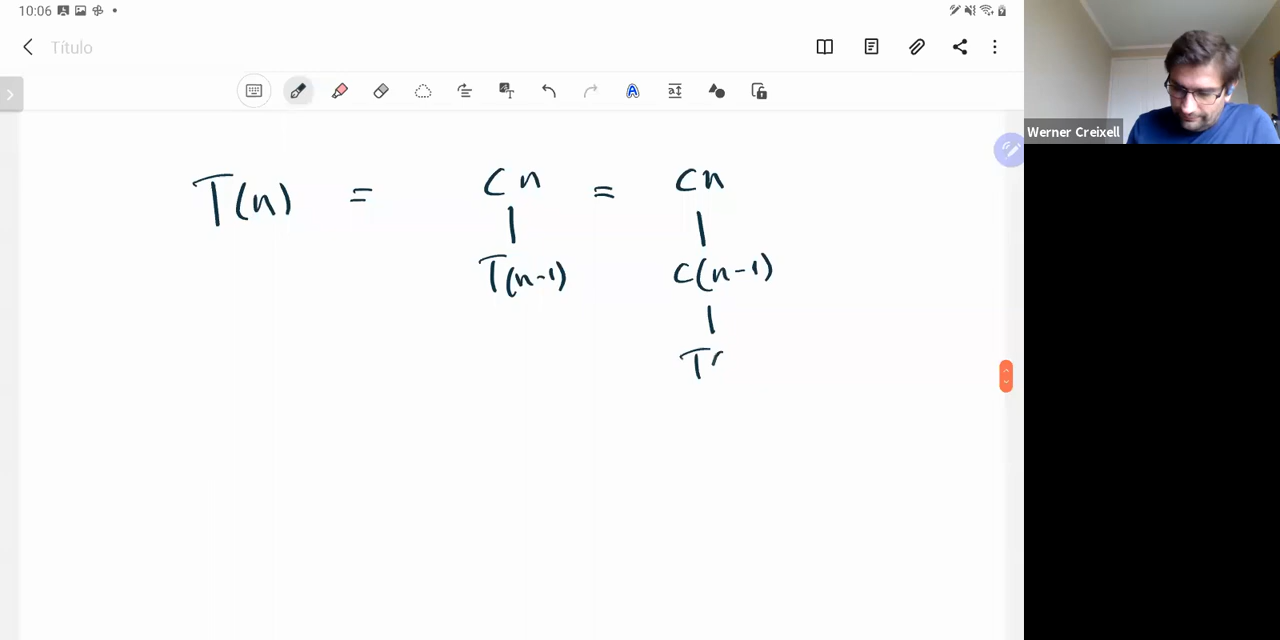 10:06
Título
Werner Creixell
T(n) = cn = cn
T(n-1) c(n-1)
T(